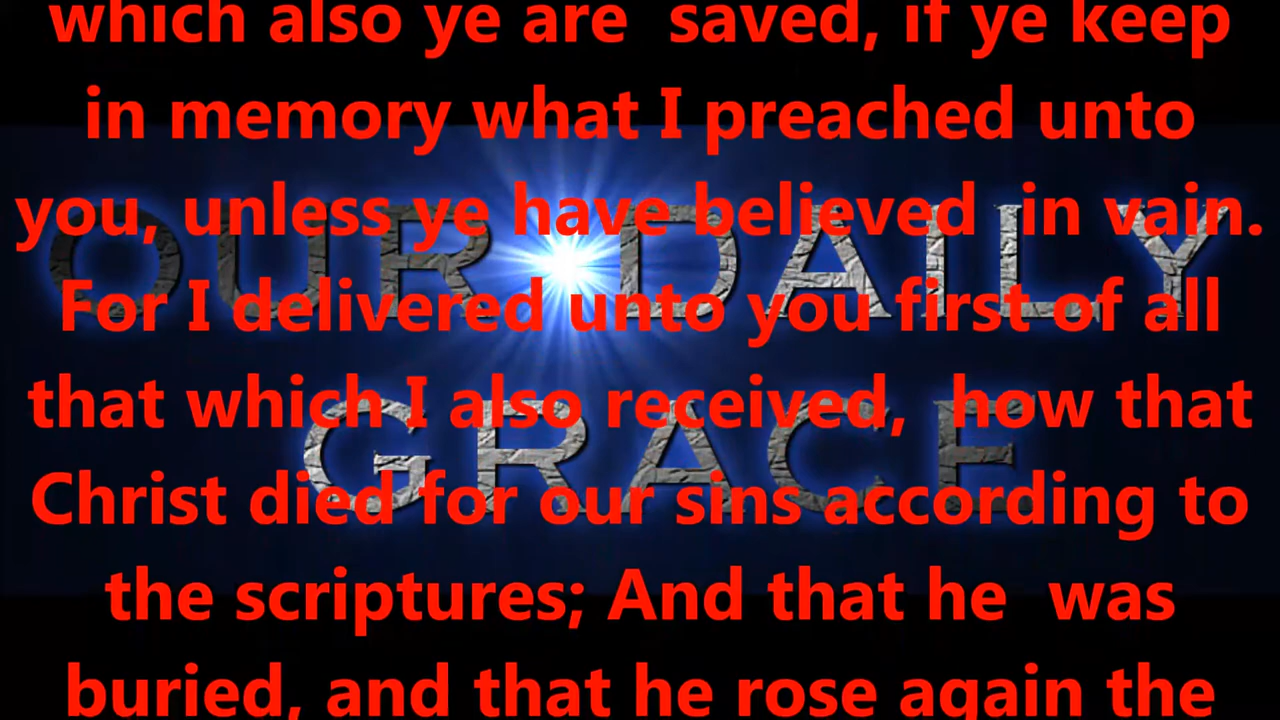 which also ye are saved, if ye keep
in memory what I preached unto
you, unless ye have believed in vain.
For I delivered unto you first of all
that which I also received, how that
Christ died for our sins according to
the scriptures; And that he was
buried, and that he rose again the
OUR DAILY
GRACE